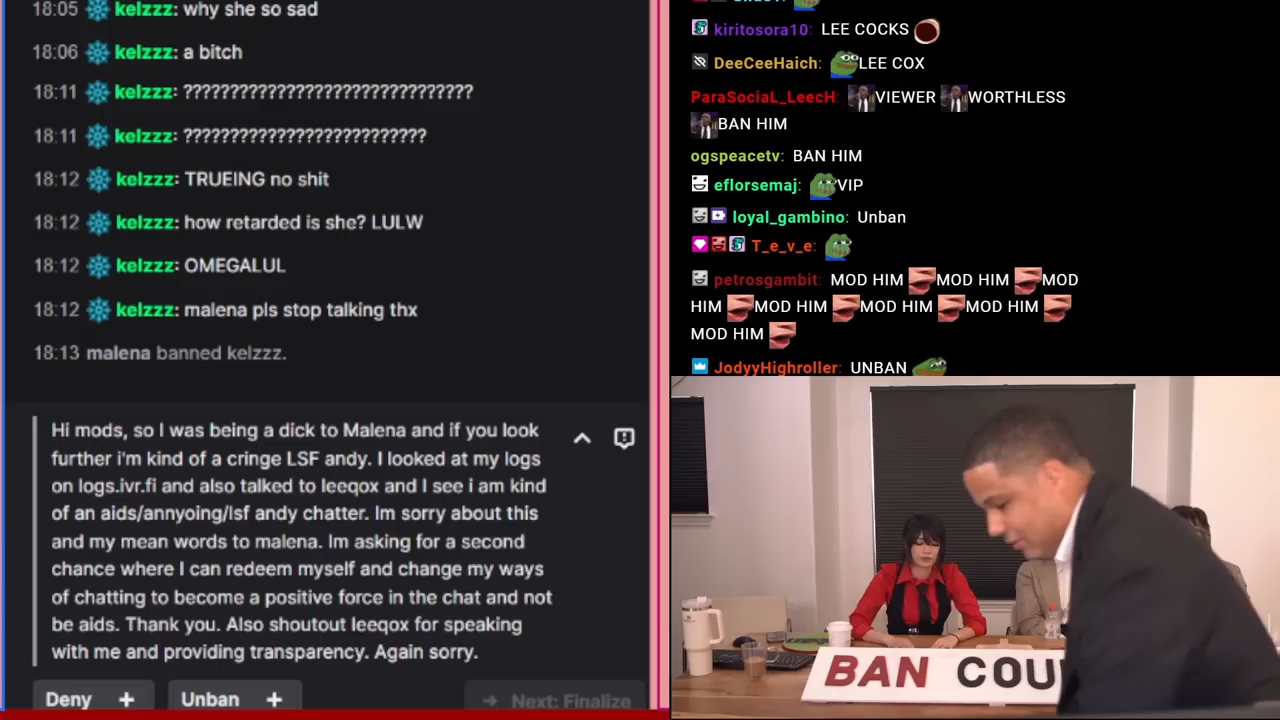 18:05 kelzzz: why she so sad
18:06 kelzzz: a bitch
18:11 kelzzz: ???????????????????????????????
18:11 kelzzz: ??????????????????????????
18:12 kelzzz: TRUEING no shit
18:12 kelzzz: how retarded is she? LULW
18:12 kelzzz: OMEGALUL
18:12 kelzzz: malena pls stop talking thx
18:13 malena banned kelzzz.
Hi mods, so I was being a dick to Malena and if you look
further i'm kind of a cringe LSF andy. I looked at my logs
on logs.ivr.fi and also talked to leeqox and I see i am kind
of an aids/annyoing/lsf andy chatter. Im sorry about this
and my mean words to malena. Im asking for a second
chance where I can redeem myself and change my ways
of chatting to become a positive force in the chat and not
be aids. Thank you. Also shoutout leeqox for speaking
with me and providing transparency. Again sorry.
Deny + Unban + → Next: Finalize
kiritosora10: LEE COCKS
DeeCeeHaich: LEE COX
ParaSociaL_LeecH: VIEWER WORTHLESS
BAN HIM
ogspeacetv: BAN HIM
eflorsemaj: VIP
loyal_gambino: Unban
T_e_v_e:
petrosgambit: MOD HIM MOD HIM MOD
HIM MOD HIM MOD HIM MOD HIM
MOD HIM
JodyyHighroller: UNBAN
BAN COU